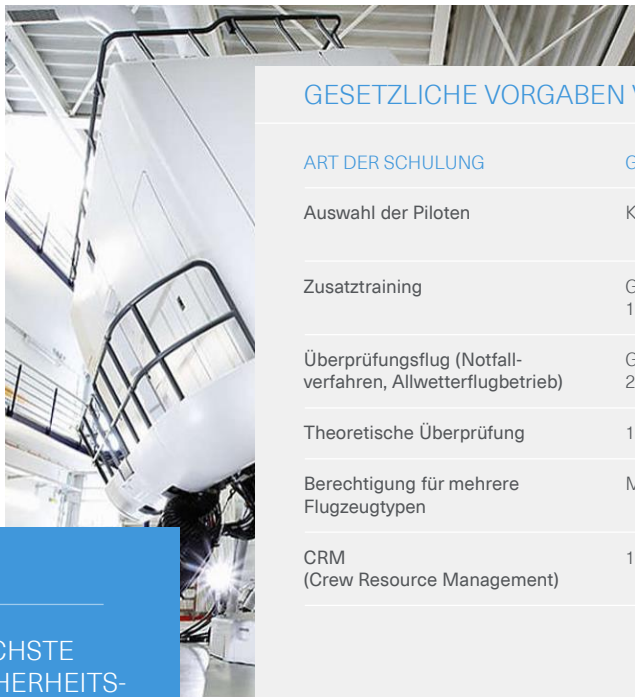 GESETZLICHE VORGABEN
ART DER SCHULUNG
Auswahl der Piloten
Zusatztraining
Überprüfungsflug (Notfall-
verfahren, Allwetterflugbetrieb)
Theoretische Überprüfung
Berechtigung für mehrere
Flugzeugtypen
CRM
(Crew Resource Management)